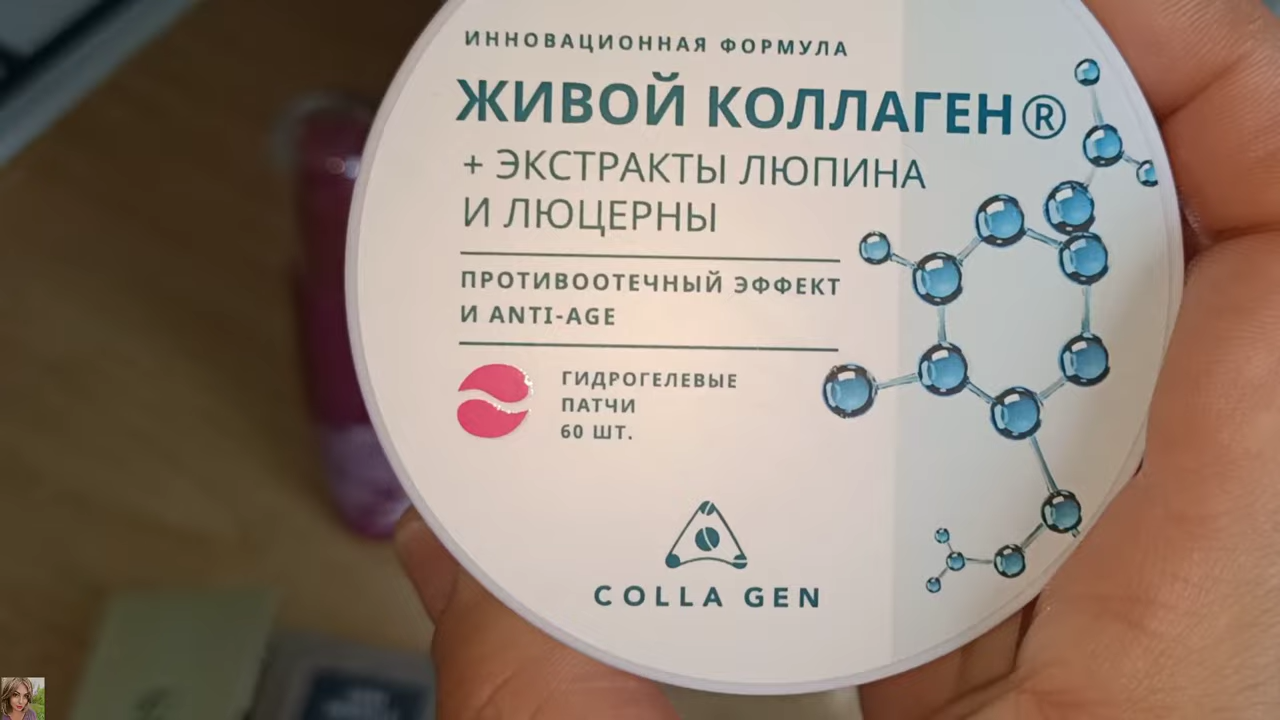 ИННОВАЦИОННАЯ ФОРМУЛА
ЖИВОЙ КОЛЛАГЕН®
+ ЭКСТРАКТЫ ЛЮПИНА
И ЛЮЦЕРНЫ
ПРОТИВООТЕЧНЫЙ ЭФФЕКТ
И ANTI-AGE
ГИДРОГЕЛЕВЫЕ
ПАТЧИ
60 ШТ.
COLLA GEN